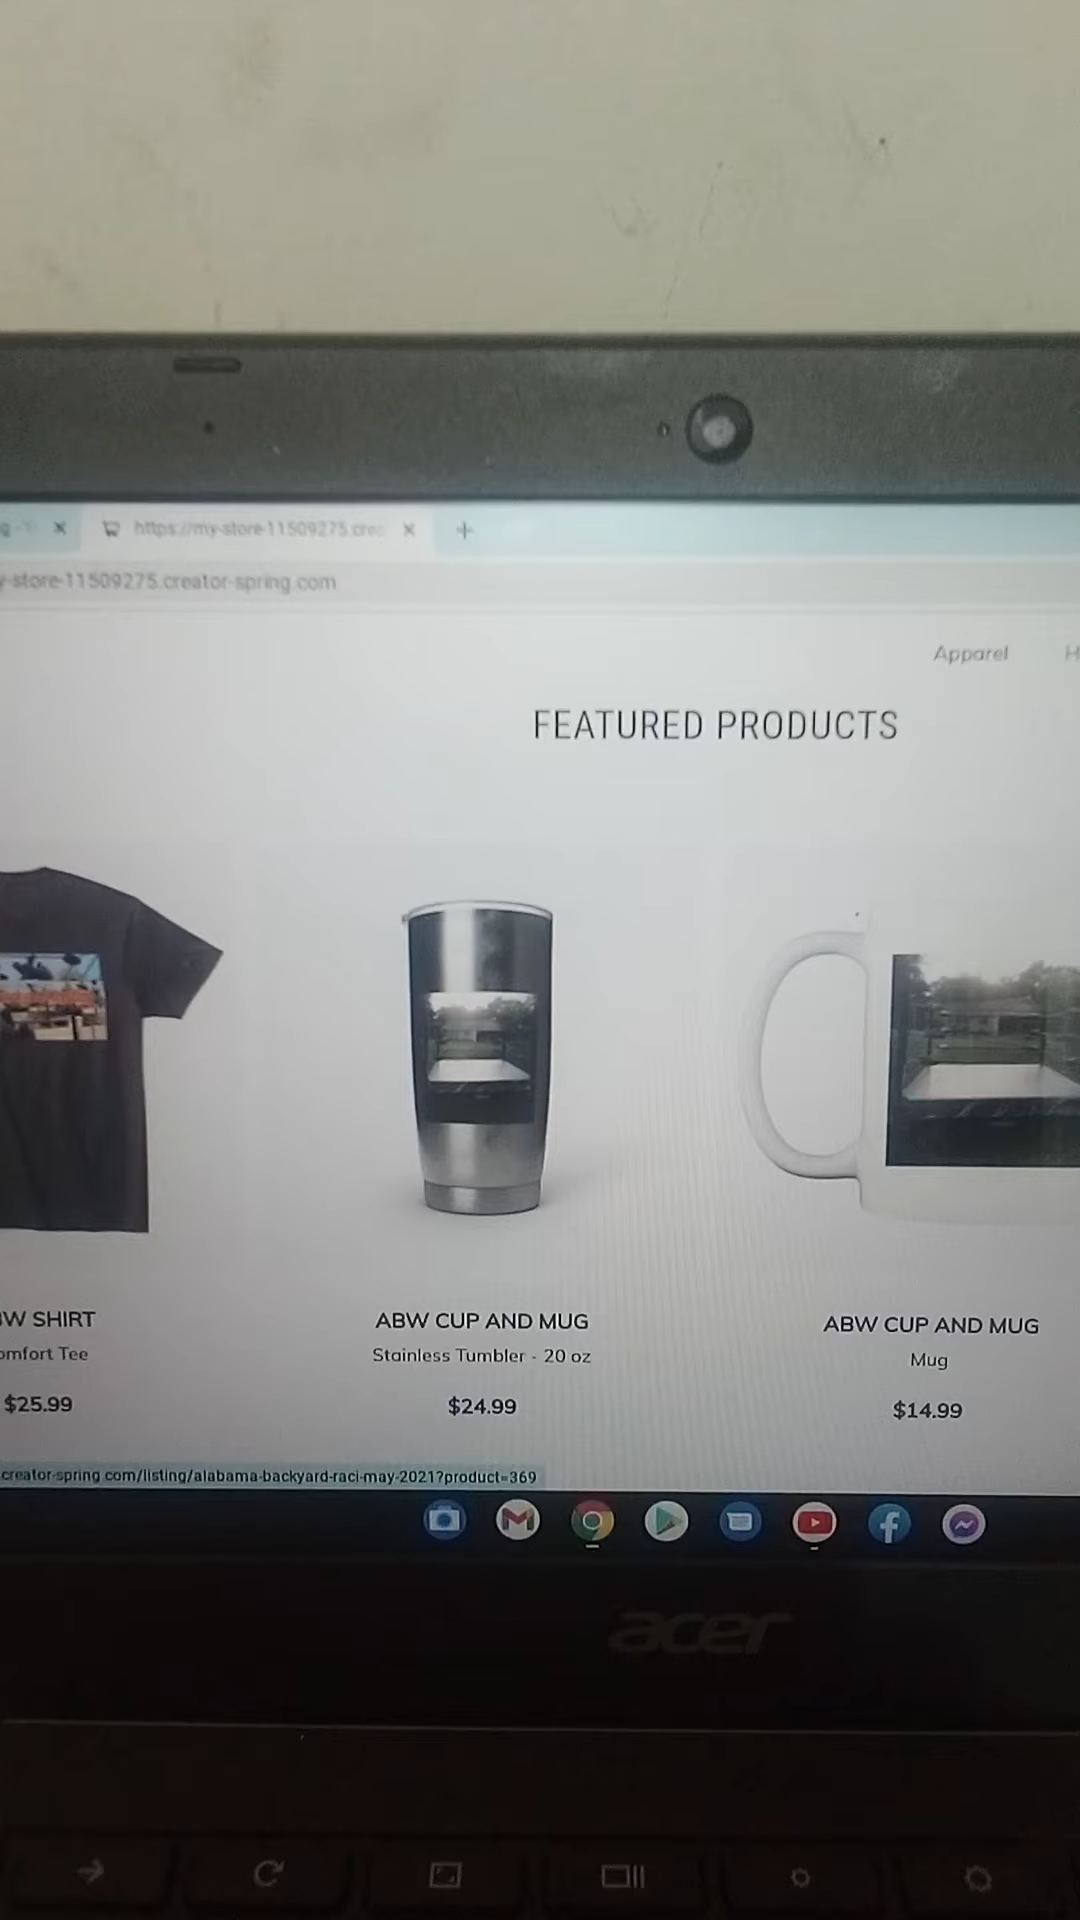 https://my-store-11509275.crea
y-store-11509275.creator-spring.com
Apparel
FEATURED PRODUCTS
W SHIRT
omfort Tee
$25.99
ABW CUP AND MUG
Stainless Tumbler - 20 oz
$24.99
ABW CUP AND MUG
Mug
$14.99
creator-spring.com/listing/alabama-backyard-raci-may-2021?product=369
acer